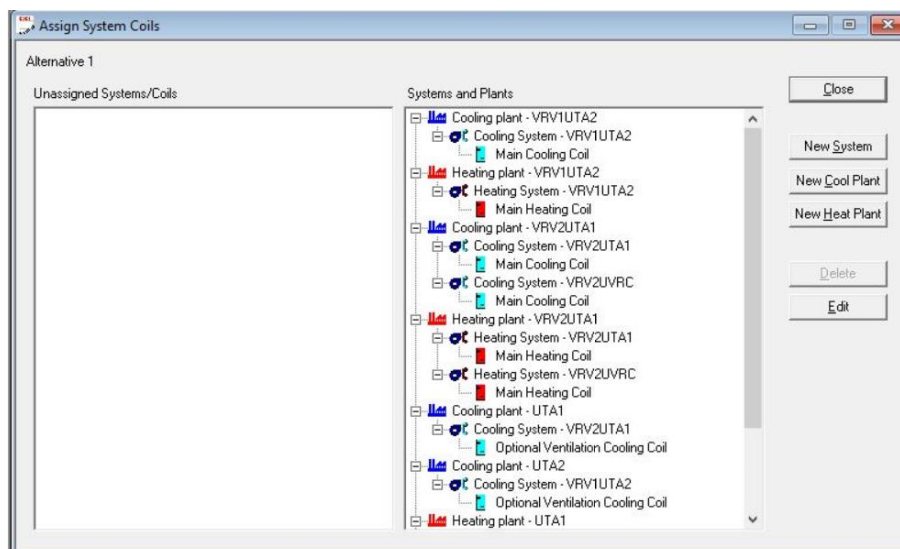 Assign System Coils
Alternative 1
Unassigned Systems/Coils
Systems and Plants
Cooling plant - VRV1UTA2
Cooling System - VRV1UTA2
Main Cooling Coil
Heating plant - VRV1UTA2
Heating System - VRV1UTA2
Main Heating Coil
Cooling plant - VRV2UTA1
Cooling System - VRV2UTA1
Main Cooling Coil
Cooling System - VRV2UVRC
Main Cooling Coil
Heating plant - VRV2UTA1
Heating System - VRV2UTA1
Main Heating Coil
Heating System - VRV2UVRC
Main Heating Coil
Cooling plant - UTA1
Cooling System - VRV2UTA1
Optional Ventilation Cooling Coil
Cooling plant - UTA2
Cooling System - VRV1UTA2
Optional Ventilation Cooling Coil
Heating plant - UTA1
Close
New System
New Cool Plant
New Heat Plant
Delete
Edit